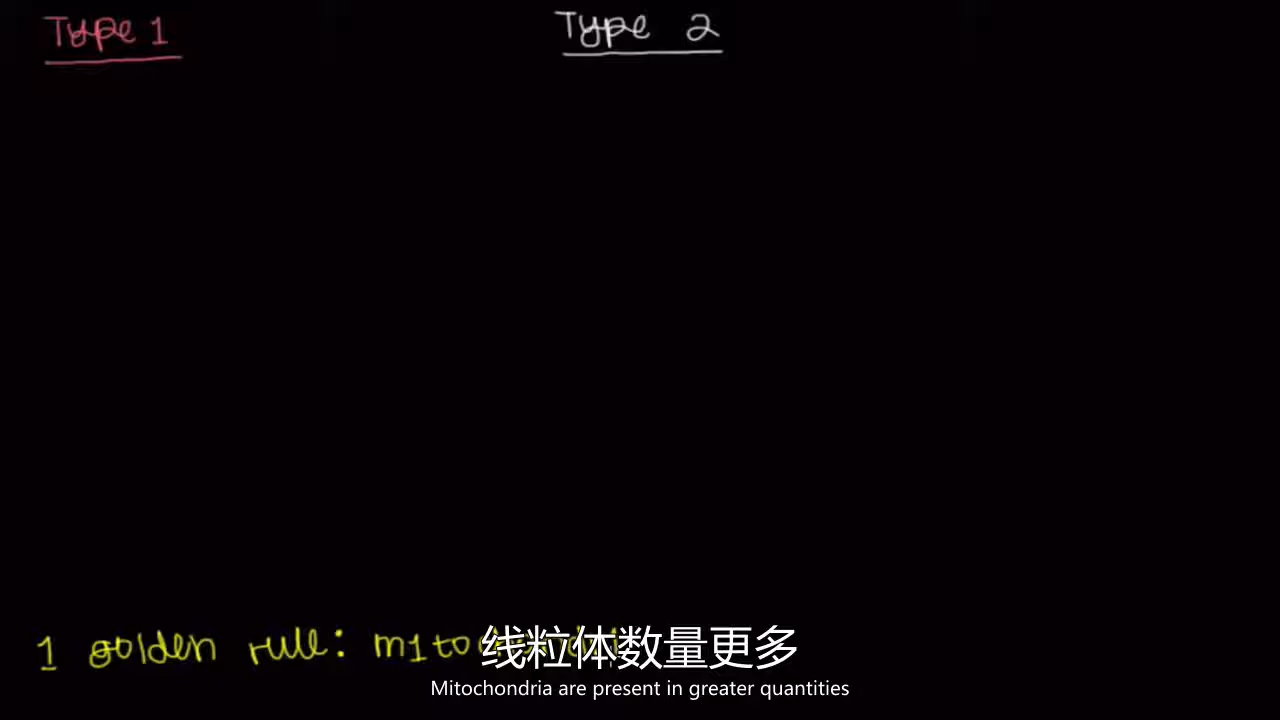 Type 1
Type 2
1 golden rule:
线粒体数量更多
Mitochondria are present in greater quantities